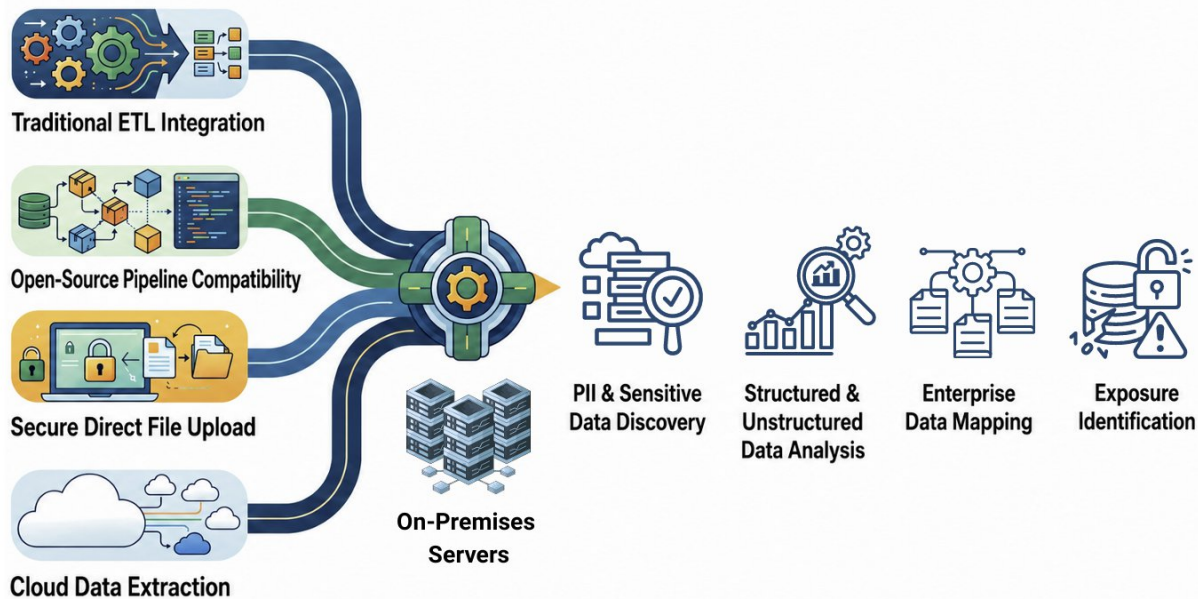 Traditional ETL Integration
Open-Source Pipeline Compatibility
Secure Direct File Upload
Cloud Data Extraction
On-Premises
Servers
PII & Sensitive
Data Discovery
Structured &
Unstructured
Data Analysis
Enterprise
Data Mapping
Exposure
Identification